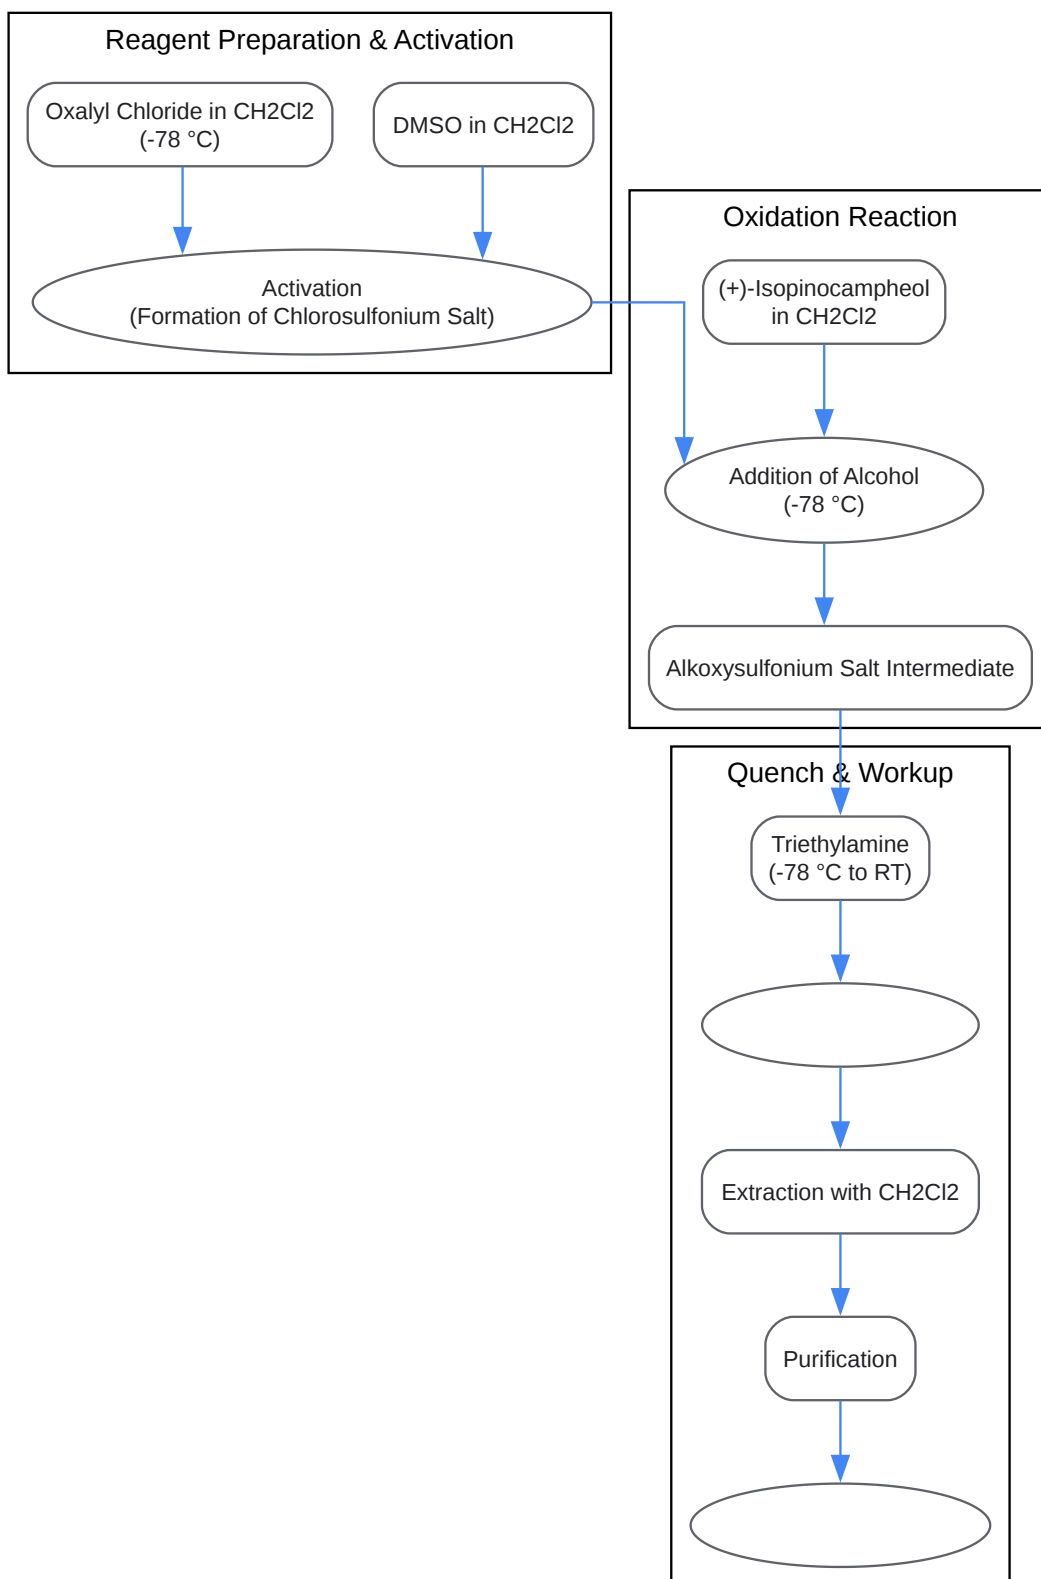 Reagent Preparation & Activation
Oxalyl Chloride in CH2Cl2
(-78 °C)
DMSO in CH2Cl2
Activation
(Formation of Chlorosulfonium Salt)
Oxidation Reaction
(+)-Isopinocampheol
in CH2Cl2
Addition of Alcohol
(-78 °C)
Alkoxysulfonium Salt Intermediate
Quench & Workup
Triethylamine
(-78 °C to RT)
Extraction with CH2Cl2
Purification